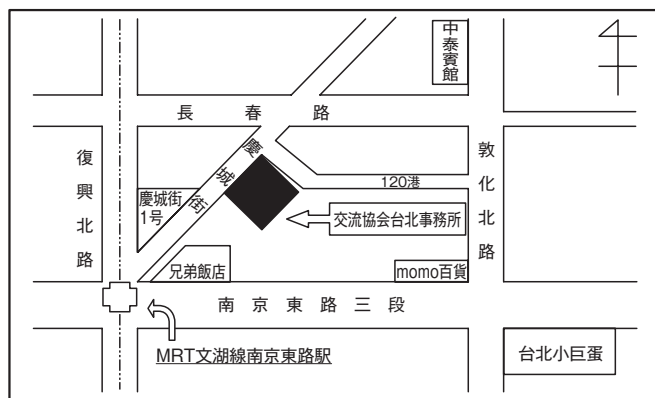 中泰賓館
長春路
復興北路
慶城街
敦化北路
120港
慶城街
1号
交流協会台北事務所
兄弟飯店
momo百貨
南京東路三段
MRT文湖線南京東路駅
台北小巨蛋